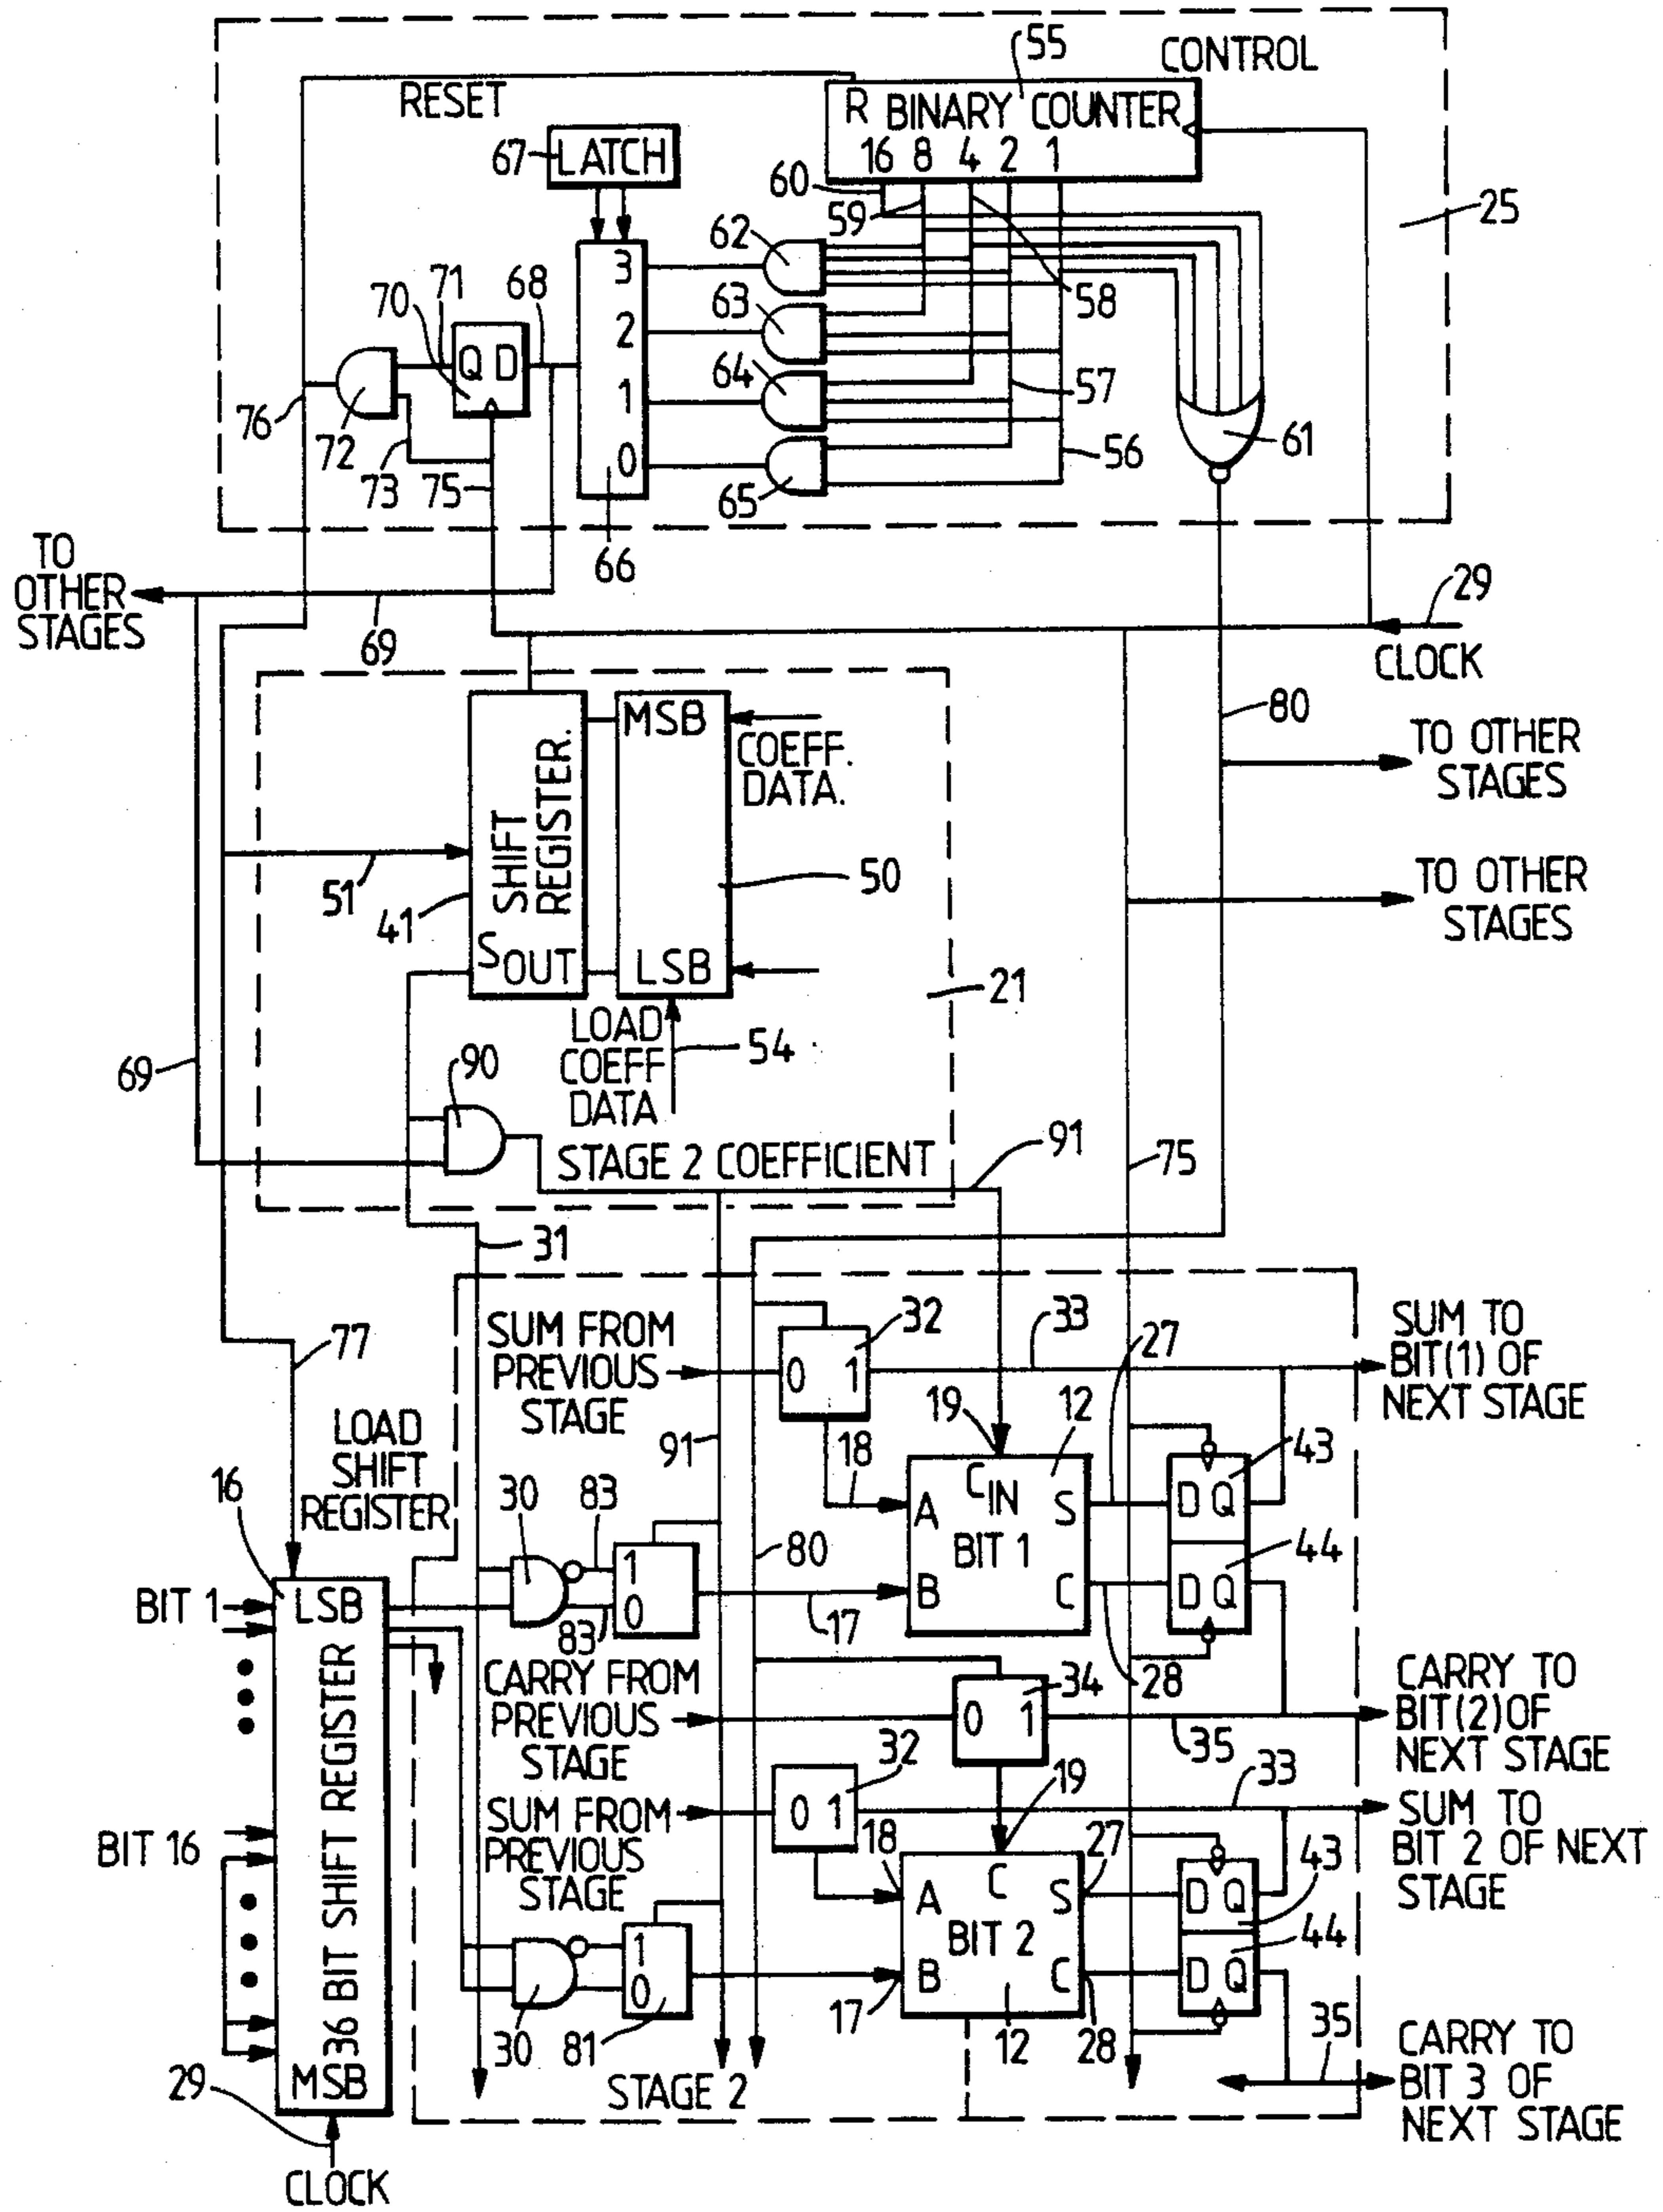 55
CONTROL
RESET
R BINARY COUNTER
16 8 4 2 1
67
LATCH
60
59
25
62
3
58
71
68
70
63
2
Q D
64
1
57
76
72
61
56
0
73
75
65
66
TO
OTHER
STAGES
29
69
CLOCK
80
MSB
COEFF.
DATA.
TO OTHER
STAGES
SHIFT
REGISTER.
51
41
50
TO OTHER
STAGES
SOUT
LSB
21
LOAD
COEFF
DATA
54
69
90
STAGE 2 COEFFICIENT
91
75
31
SUM FROM
PREVIOUS
STAGE
32
33
27
SUM TO
BIT(1) OF
NEXT STAGE
0 1
77
LOAD
SHIFT
REGISTER
91
18
19
12
43
16
CIN
A
S
BIT 1
D Q
30
83
1
80
44
BIT 1
LSB
0
B
C
D Q
83
17
CARRY FROM
PREVIOUS
STAGE
34
28
CARRY TO
BIT(2)OF
NEXT STAGE
0 1
35
32
19
33
36 BIT SHIFT REGISTER
SUM FROM
PREVIOUS
STAGE
0 1
SUM TO
BIT 2 OF NEXT
STAGE
BIT 16
18
27
43
C
A
S
BIT 2
D Q
44
1
0
B
C
D Q
30
81
17
12
28
35
CARRY TO
BIT 3 OF
NEXT STAGE
MSB
STAGE 2
29
CLOCK